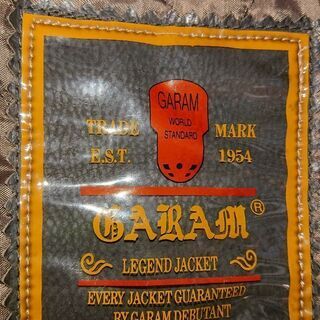 GARAM
WORLD
STANDARD
TRADE MARK
E.S.T. 1954
GARAM®
LEGEND JACKET
EVERY JACKET GUARANTEED
BY GARAM DEBUTANT